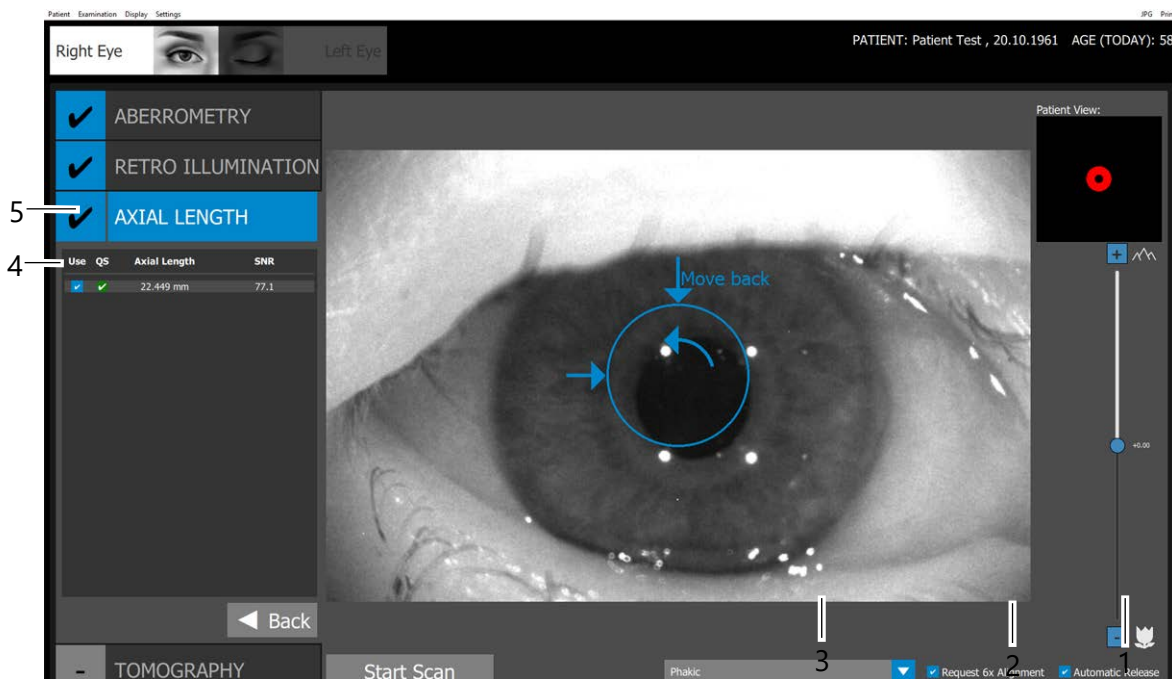 Patient Examination Display Settings JPG
Right Eye Left Eye PATIENT: Patient Test , 20.10.1961 AGE (TODAY): 58
ABERROMETRY
RETRO ILLUMINATION
AXIAL LENGTH
5
4
Use QS Axial Length SNR
22.449 mm 77.1
Back
- TOMOGRAPHY
Move back
Patient View:
+
+0.00
-
Start Scan
Phakic
Request 6x Alignment
Automatic Release
3
2
1